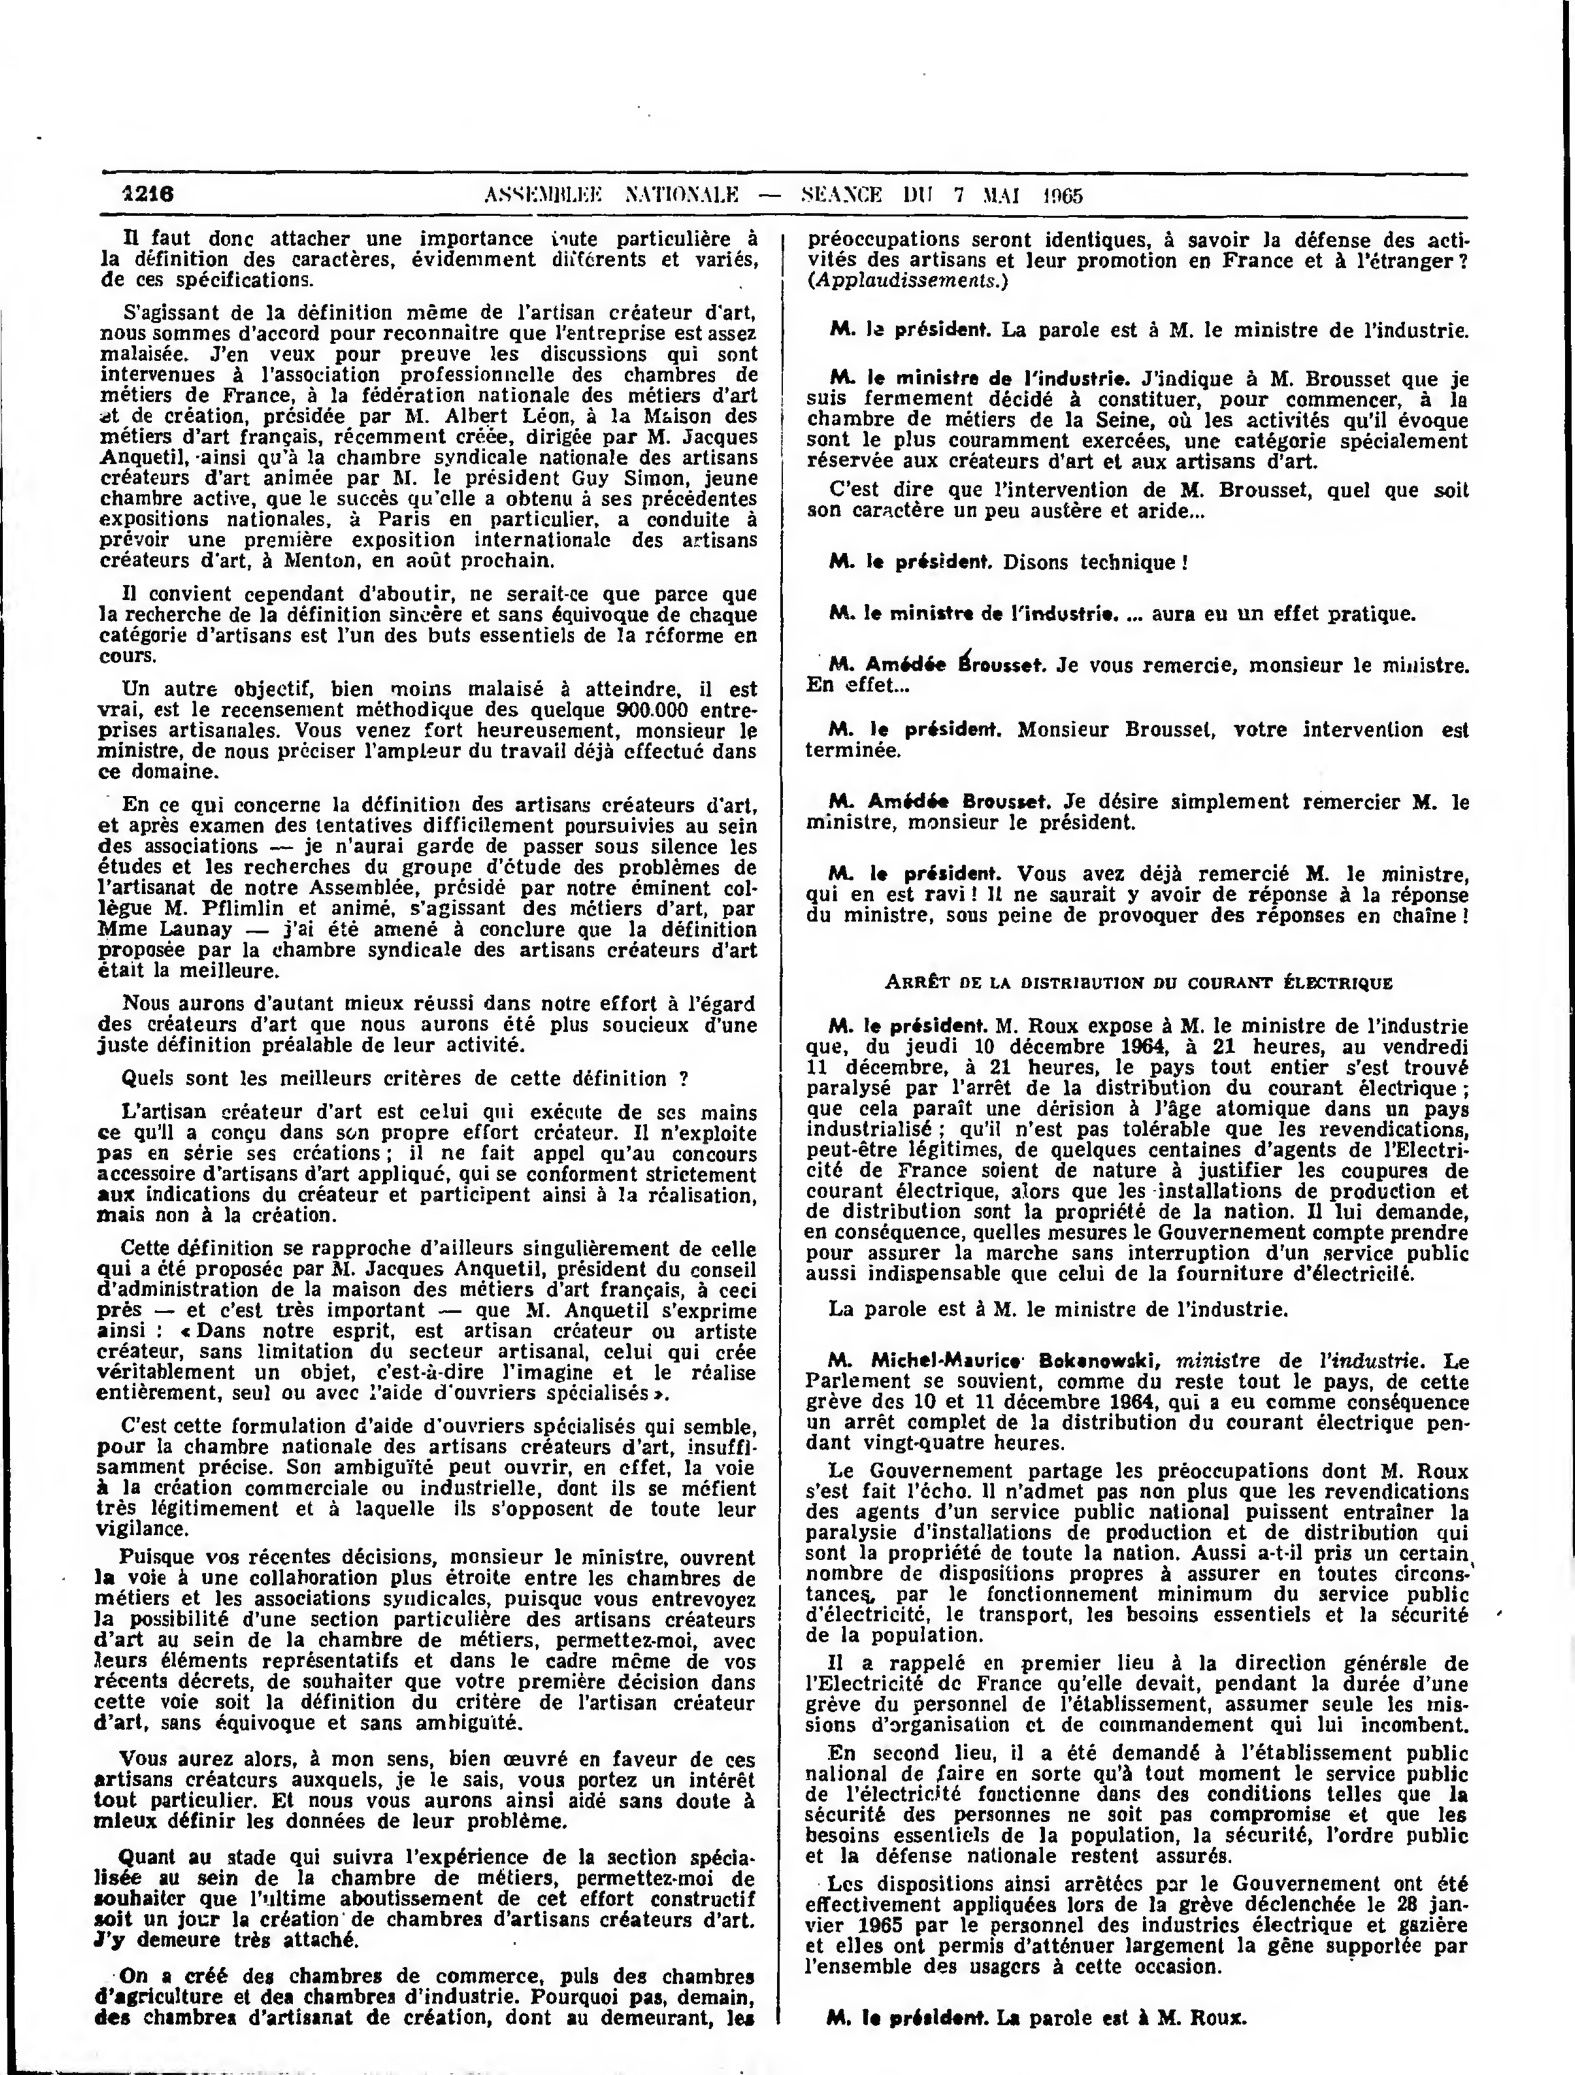 1216 ASSEMBLEE NATIONALE — SEANCE DU 7 MAI 1965
Il faut donc attacher une importance toute particulière à
la définition des caractères, évidemment différents et variés,
de ces spécifications.
S'agissant de la définition même de l'artisan créateur d'art,
nous sommes d'accord pour reconnaître que l'entreprise est assez
malaisée. J'en veux pour preuve les discussions qui sont
intervenues à l'association professionnelle des chambres de
métiers de France, à la fédération nationale des métiers d'art
et de création, présidée par M. Albert Léon, à la Maison des
métiers d'art français, récemment créée, dirigée par M. Jacques
Anquetil, ainsi qu'à la chambre syndicale nationale des artisans
créateurs d'art animée par M. le président Guy Simon, jeune
chambre active, que le succès qu'elle a obtenu à ses précédentes
expositions nationales, à Paris en particulier, a conduite à
prévoir une première exposition internationale des artisans
créateurs d'art, à Menton, en août prochain.
Il convient cependant d'aboutir, ne serait-ce que parce que
la recherche de la définition sincère et sans équivoque de chaque
catégorie d'artisans est l'un des buts essentiels de la réforme en
cours.
Un autre objectif, bien moins malaisé à atteindre, il est
vrai, est le recensement méthodique des quelque 900.000 entre-
prises artisanales. Vous venez fort heureusement, monsieur le
ministre, de nous préciser l'ampleur du travail déjà effectué dans
ce domaine.
En ce qui concerne la définition des artisans créateurs d'art,
et après examen des tentatives difficilement poursuivies au sein
des associations — je n'aurai garde de passer sous silence les
études et les recherches du groupe d'étude des problèmes de
l'artisanat de notre Assemblée, présidé par notre éminent col-
lègue M. Pflimlin et animé, s'agissant des métiers d'art, par
Mme Launay — j'ai été amené à conclure que la définition
proposée par la chambre syndicale des artisans créateurs d'art
était la meilleure.
Nous aurons d'autant mieux réussi dans notre effort à l'égard
des créateurs d'art que nous aurons été plus soucieux d'une
juste définition préalable de leur activité.
Quels sont les meilleurs critères de cette définition ?
L'artisan créateur d'art est celui qui exécute de ses mains
ce qu'il a conçu dans son propre effort créateur. Il n'exploite
pas en série ses créations ; il ne fait appel qu'au concours
accessoire d'artisans d'art appliqué, qui se conforment strictement
aux indications du créateur et participent ainsi à la réalisation,
mais non à la création.
Cette définition se rapproche d'ailleurs singulièrement de celle
qui a été proposée par M. Jacques Anquetil, président du conseil
d'administration de la maison des métiers d'art français, à ceci
près — et c'est très important — que M. Anquetil s'exprime
ainsi : « Dans notre esprit, est artisan créateur ou artiste
créateur, sans limitation du secteur artisanal, celui qui crée
véritablement un objet, c'est-à-dire l'imagine et le réalise
entièrement, seul ou avec l'aide d'ouvriers spécialisés ».
C'est cette formulation d'aide d'ouvriers spécialisés qui semble,
pour la chambre nationale des artisans créateurs d'art, insuffi-
samment précise. Son ambiguïté peut ouvrir, en effet, la voie
à la création commerciale ou industrielle, dont ils se méfient
très légitimement et à laquelle ils s'opposent de toute leur
vigilance.
Puisque vos récentes décisions, monsieur le ministre, ouvrent
la voie à une collaboration plus étroite entre les chambres de
métiers et les associations syndicales, puisque vous entrevoyez
la possibilité d'une section particulière des artisans créateurs
d'art au sein de la chambre de métiers, permettez-moi, avec
leurs éléments représentatifs et dans le cadre même de vos
récents décrets, de souhaiter que votre première décision dans
cette voie soit la définition du critère de l'artisan créateur
d'art, sans équivoque et sans ambiguïté.
Vous aurez alors, à mon sens, bien œuvré en faveur de ces
artisans créateurs auxquels, je le sais, vous portez un intérêt
tout particulier. Et nous vous aurons ainsi aidé sans doute à
mieux définir les données de leur problème.
Quant au stade qui suivra l'expérience de la section spécia-
lisée au sein de la chambre de métiers, permettez-moi de
souhaiter que l'ultime aboutissement de cet effort constructif
soit un jour la création de chambres d'artisans créateurs d'art.
J'y demeure très attaché.
On a créé des chambres de commerce, puis des chambres
d'agriculture et des chambres d'industrie. Pourquoi pas, demain,
des chambres d'artisanat de création, dont au demeurant, les
préoccupations seront identiques, à savoir la défense des acti-
vités des artisans et leur promotion en France et à l'étranger ?
(Applaudissements.)
M. le président. La parole est à M. le ministre de l'industrie.
M. le ministre de l'industrie. J'indique à M. Brousset que je
suis fermement décidé à constituer, pour commencer, à la
chambre de métiers de la Seine, où les activités qu'il évoque
sont le plus couramment exercées, une catégorie spécialement
réservée aux créateurs d'art et aux artisans d'art.
C'est dire que l'intervention de M. Brousset, quel que soit
son caractère un peu austère et aride...
M. le président. Disons technique !
M. le ministre de l'industrie. ... aura eu un effet pratique.
M. Amédée Brousset. Je vous remercie, monsieur le ministre.
En effet...
M. le président. Monsieur Brousset, votre intervention est
terminée.
M. Amédée Brousset. Je désire simplement remercier M. le
ministre, monsieur le président.
M. le président. Vous avez déjà remercié M. le ministre,
qui en est ravi ! Il ne saurait y avoir de réponse à la réponse
du ministre, sous peine de provoquer des réponses en chaîne !
ARRÊT DE LA DISTRIBUTION DU COURANT ÉLECTRIQUE
M. le président. M. Roux expose à M. le ministre de l'industrie
que, du jeudi 10 décembre 1964, à 21 heures, au vendredi
11 décembre, à 21 heures, le pays tout entier s'est trouvé
paralysé par l'arrêt de la distribution du courant électrique ;
que cela paraît une dérision à l'âge atomique dans un pays
industrialisé ; qu'il n'est pas tolérable que les revendications,
peut-être légitimes, de quelques centaines d'agents de l'Electri-
cité de France soient de nature à justifier les coupures de
courant électrique, alors que les installations de production et
de distribution sont la propriété de la nation. Il lui demande,
en conséquence, quelles mesures le Gouvernement compte prendre
pour assurer la marche sans interruption d'un service public
aussi indispensable que celui de la fourniture d'électricité.
La parole est à M. le ministre de l'industrie.
M. Michel-Maurice Bokanowski, ministre de l'industrie. Le
Parlement se souvient, comme du reste tout le pays, de cette
grève des 10 et 11 décembre 1964, qui a eu comme conséquence
un arrêt complet de la distribution du courant électrique pen-
dant vingt-quatre heures.
Le Gouvernement partage les préoccupations dont M. Roux
s'est fait l'écho. Il n'admet pas non plus que les revendications
des agents d'un service public national puissent entraîner la
paralysie d'installations de production et de distribution qui
sont la propriété de toute la nation. Aussi a-t-il pris un certain
nombre de dispositions propres à assurer en toutes circons-
tances, par le fonctionnement minimum du service public
d'électricité, le transport, les besoins essentiels et la sécurité
de la population.
Il a rappelé en premier lieu à la direction générale de
l'Electricité de France qu'elle devait, pendant la durée d'une
grève du personnel de l'établissement, assumer seule les mis-
sions d'organisation et de commandement qui lui incombent.
En second lieu, il a été demandé à l'établissement public
national de faire en sorte qu'à tout moment le service public
de l'électricité fonctionne dans des conditions telles que la
sécurité des personnes ne soit pas compromise et que les
besoins essentiels de la population, la sécurité, l'ordre public
et la défense nationale restent assurés.
Les dispositions ainsi arrêtées par le Gouvernement ont été
effectivement appliquées lors de la grève déclenchée le 28 jan-
vier 1965 par le personnel des industries électrique et gazière
et elles ont permis d'atténuer largement la gêne supportée par
l'ensemble des usagers à cette occasion.
M. le président. La parole est à M. Roux.